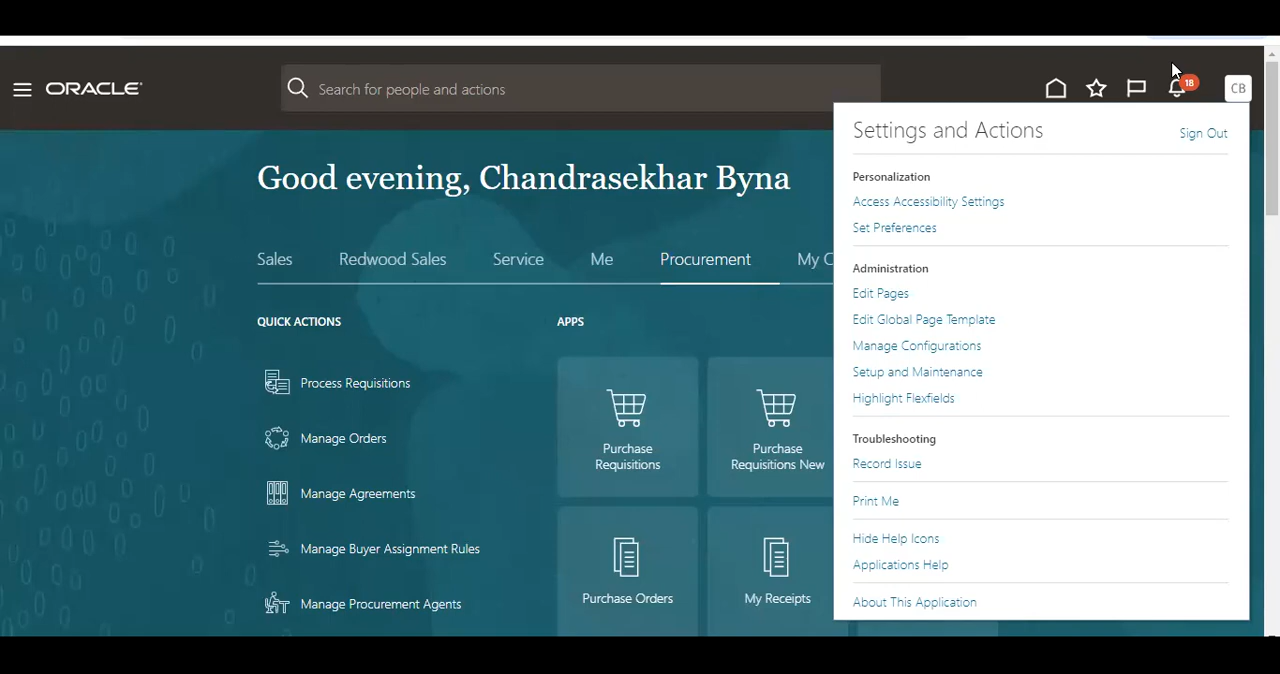 ORACLE
Search for people and actions
18
CB
Good evening, Chandrasekhar Byna
Sales
Redwood Sales
Service
Me
Procurement
My C
QUICK ACTIONS
Process Requisitions
Manage Orders
Manage Agreements
Manage Buyer Assignment Rules
Manage Procurement Agents
APPS
Purchase
Requisitions
Purchase
Requisitions New
Purchase Orders
My Receipts
Settings and Actions
Sign Out
Personalization
Access Accessibility Settings
Set Preferences
Administration
Edit Pages
Edit Global Page Template
Manage Configurations
Setup and Maintenance
Highlight Flexfields
Troubleshooting
Record Issue
Print Me
Hide Help Icons
Applications Help
About This Application